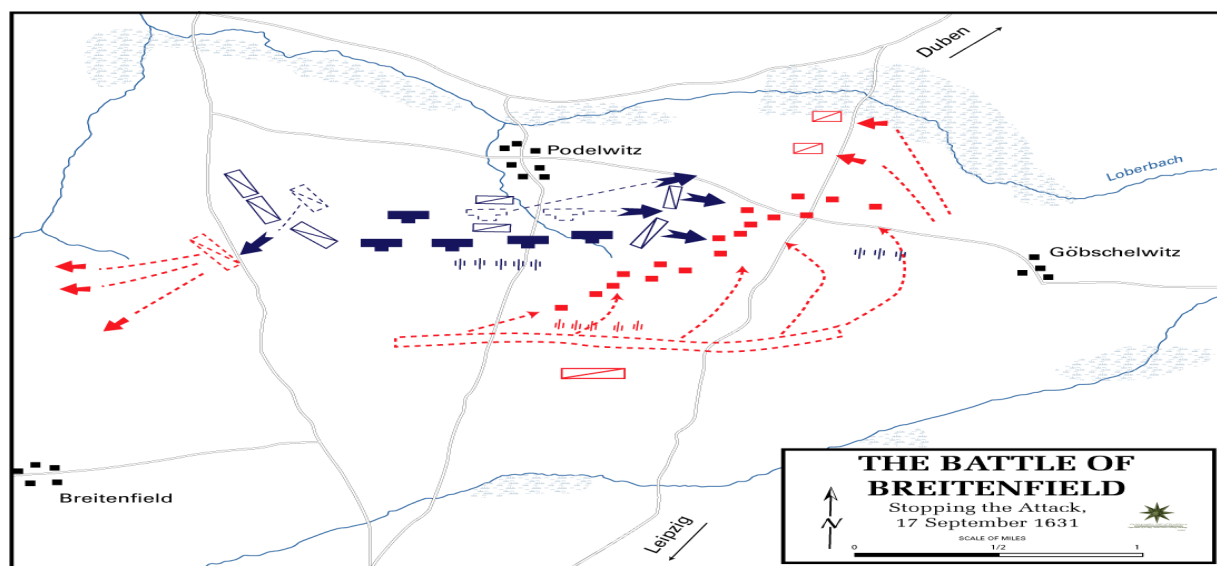 Duben
Podelwitz
Loberbach
Göbschelwitz
Breitenfield
Leipzig
THE BATTLE OF
BREITENFIELD
Stopping the Attack,
17 September 1631
N
SCALE OF MILES
0 1/2 1